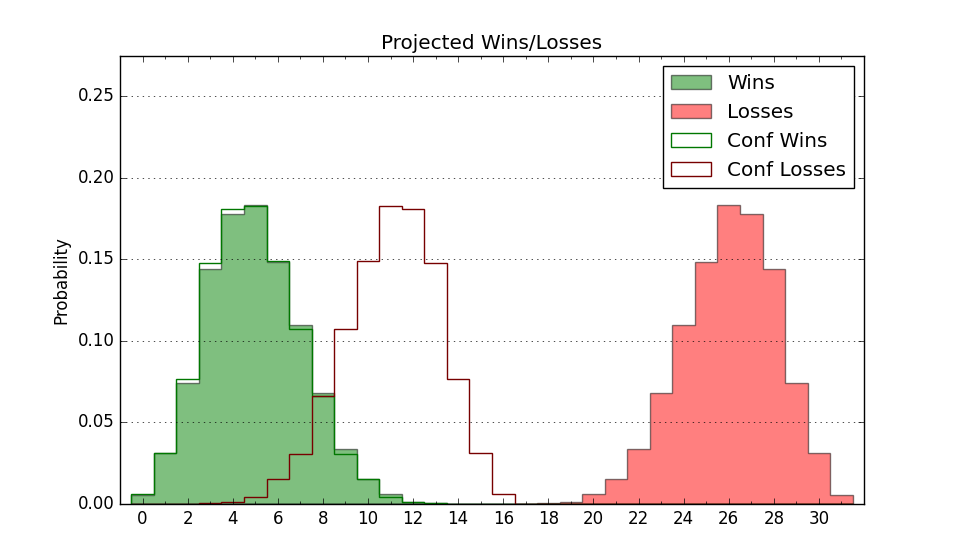 Projected Wins/Losses
Wins
Losses
Conf Wins
Conf Losses
Probability
0.25
0.20
0.15
0.10
0.05
0.00
0 2 4 6 8 10 12 14 16 18 20 22 24 26 28 30